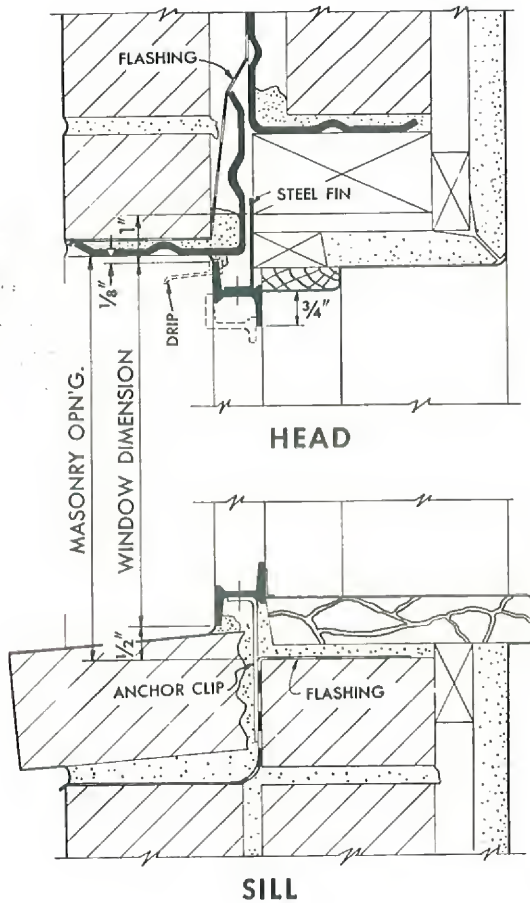 FLASHING
STEEL FIN
1"
1/8"
DRIP
3/4"
MASONRY OPN'G.
WINDOW DIMENSION
HEAD
1/2"
ANCHOR CLIP
FLASHING
SILL